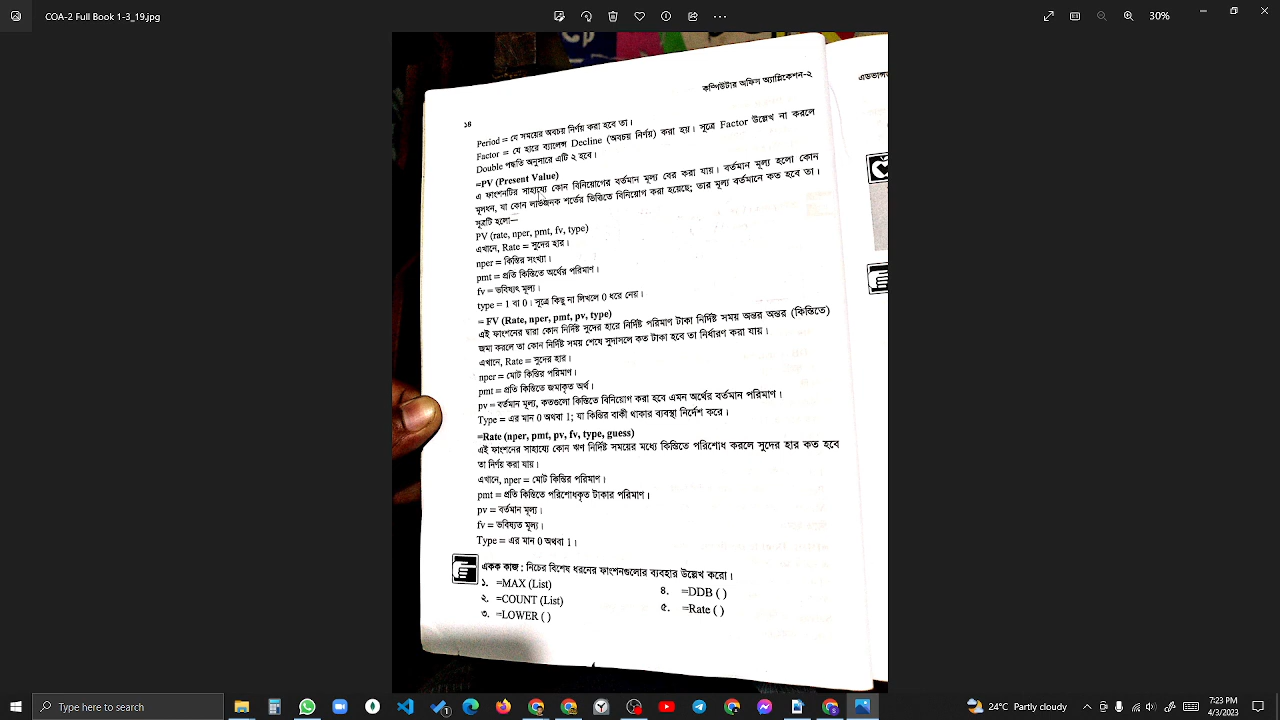 COA-2 Full Book 1-3_19.jpg
30%
কম্পিউটার অফিস অ্যাপ্লিকেশন-২
১৪
Period = যে সময়ের অবচয় নির্ণয় করা হবে তা।
Factor = যে হারে ব্যালেন্স Decline (অবচয় নির্ণয়) করা হয়। সূত্রে Factor উল্লেখ না করলে
Double পদ্ধতি অনুসারে এটি ২ হবে।
=PV (Present Value)
এ ফাংশনটির সাহায্যে কোন বিনিয়োগের বর্তমান মূল্য বের করা যায়। বর্তমান মূল্য হলো কোন
মূলধন, যা কোন লাভজনক শর্তের ভিত্তিতে বিনিয়োগ করা হয়েছে; তার মূল্য বর্তমানে কত হবে তা।
সূত্রটি হলো—
PV (rate, nper, pmt, fv, type)
এখানে, Rate = সুদের হার।
nper = কিস্তির সংখ্যা।
pmt = প্রতি কিস্তিতে অর্থের পরিমাণ।
fv = ভবিষ্যৎ মূল্য।
type = 1 বা 0। সূত্রে কিছু না লিখলে 0 ধরে নেয়।
= FV (Rate, nper, pmt, pv, type)
এই ফাংশনের দ্বারা কোন নির্দিষ্ট সুদের হারে নির্দিষ্ট পরিমাণ টাকা নির্দিষ্ট সময় অন্তর অন্তর (কিস্তিতে)
জমা করলে তা কোন নির্দিষ্ট সময় শেষে সুদাসলে কত টাকা হবে তা নির্ধারণ করা যায়।
এখানে, Rate = সুদের হার।
nper = মোট কিস্তির পরিমাণ।
pmt = প্রতি কিস্তিতে জমাকৃত অর্থ।
pv = বর্তমান মূল্য, কতগুলো কিস্তিতে বিনিয়োগ করা হবে এমন অর্থের বর্তমান পরিমাণ।
Type = এর মান 0 অথবা 1; যা কিস্তির বাকী থাকার ব্যবস্থা নির্দেশ করে।
=Rate (nper, pmt, pv, fv, type, guess)
এই ফাংশনের সাহায্যে কোন ঋণ নির্দিষ্ট সময়ের মধ্যে কিস্তিতে পরিশোধ করলে সুদের হার কত হবে
তা নির্ণয় করা যায়।
এখানে, nper = মোট কিস্তির পরিমাণ।
pmt = প্রতি কিস্তিতে পরিশোধকৃত টাকার পরিমাণ।
pv = বর্তমান মূল্য।
fv = ভবিষ্যত মূল্য।
Type = এর মান 0 অথবা 1।
একক কাজ : নিচের বিশেষ ধরনের ফাংশনগুলোর ব্যবহার উল্লেখ করো।
১. =MAX (List)
২. =COUNT (List)
৩. =LOWER ( )
৪. =DDB ( )
৫. =Rate ( )
24°C Partly cloudy
7:23 PM
4/3/2023